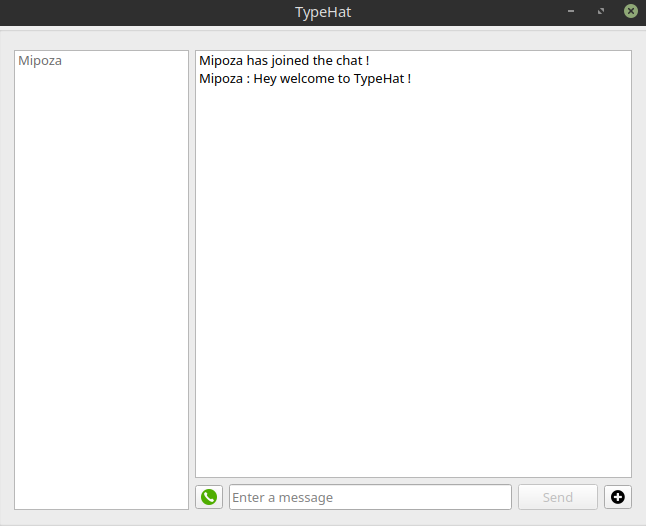 TypeHat
Mipoza
Mipoza has joined the chat !
Mipoza : Hey welcome to TypeHat !
Enter a message
Send